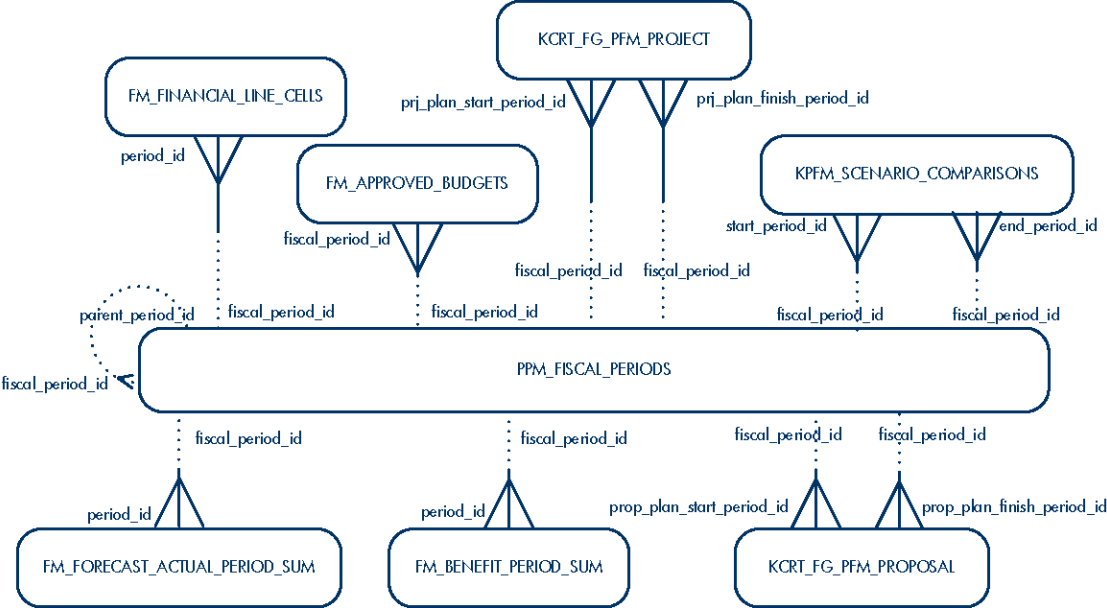 KCRT_FG_PFM_PROJECT
FM_FINANCIAL_LINE_CELLS
prj_plan_start_period_id
prj_plan_finish_period_id
period_id
FM_APPROVED_BUDGETS
KPFM_SCENARIO_COMPARISONS
fiscal_period_id
start_period_id
end_period_id
fiscal_period_id
fiscal_period_id
parent_period_id
fiscal_period_id
fiscal_period_id
fiscal_period_id
fiscal_period_id
PPM_FISCAL_PERIODS
fiscal_period_id
fiscal_period_id
fiscal_period_id
fiscal_period_id
fiscal_period_id
period_id
period_id
prop_plan_start_period_id
prop_plan_finish_period_id
FM_FORECAST_ACTUAL_PERIOD_SUM
FM_BENEFIT_PERIOD_SUM
KCRT_FG_PFM_PROPOSAL